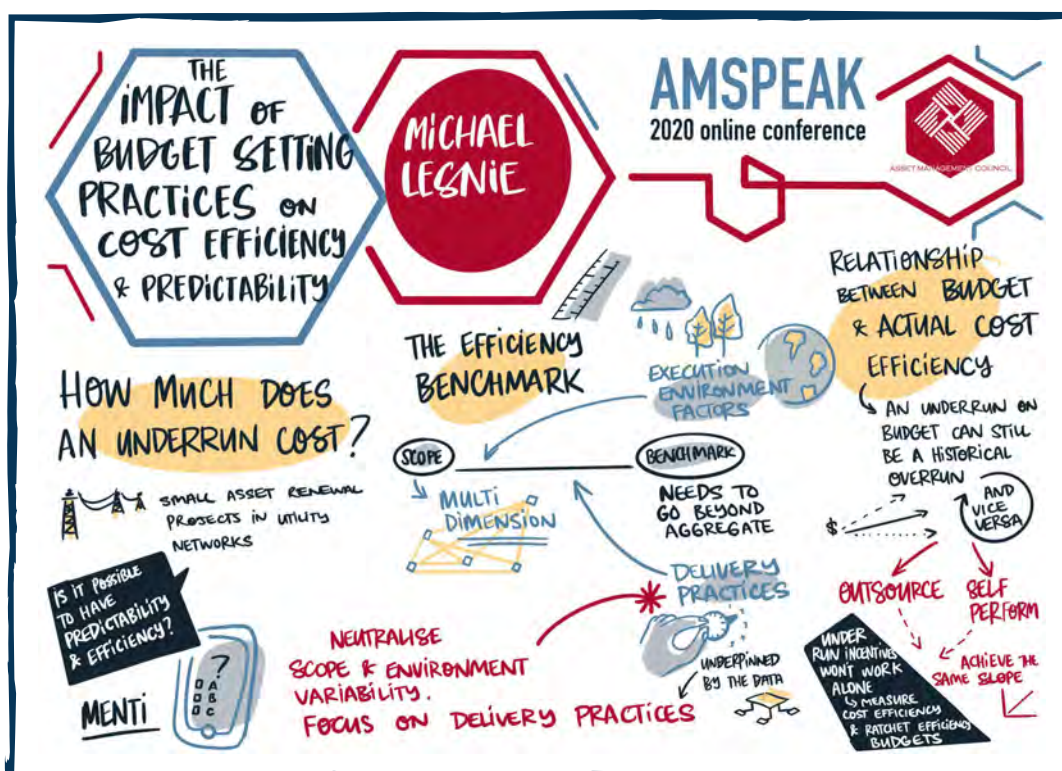 THE
IMPACT OF
BUDGET SETTING
PRACTICES ON
COST EFFICIENCY
& PREDICTABILITY
MICHAEL
LESNIE
AMSPEAK
2020 online conference
ASSET MANAGEMENT COUNCIL
HOW MUCH DOES
AN UNDERRUN COST?
SMALL ASSET RENEWAL
PROJECTS IN UTILITY
NETWORKS
IS IT POSSIBLE
TO HAVE
PREDICTABILITY
& EFFICIENCY?
MENTI
?
A
B
C
THE EFFICIENCY
BENCHMARK
EXECUTION
ENVIRONMENT
FACTORS
SCOPE
BENCHMARK
MULTI
DIMENSION
NEEDS TO
GO BEYOND
AGGREGATE
DELIVERY
PRACTICES
UNDERPINNED
BY THE DATA
NEUTRALISE
SCOPE & ENVIRONMENT
VARIABILITY.
FOCUS ON DELIVERY PRACTICES
RELATIONSHIP
BETWEEN BUDGET
& ACTUAL COST
EFFICIENCY
AN UNDERRUN ON
BUDGET CAN STILL
BE A HISTORICAL
OVERRUN
$
AND
VICE
VERSA
OUTSOURCE
SELF
PERFORM
ACHIEVE THE
SAME SLOPE
UNDER
RUN INCENTIVES
WON'T WORK
ALONE
MEASURE
COST EFFICIENCY
& RATCHET EFFICIENCY
BUDGETS